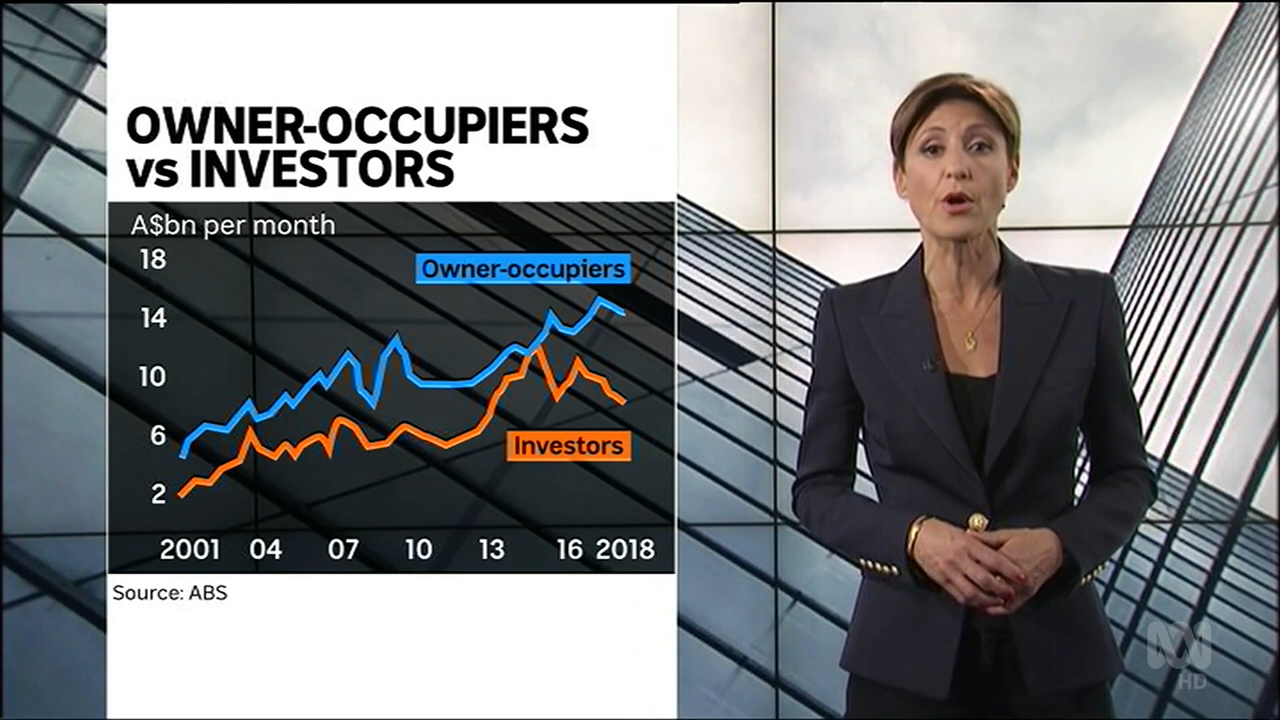 OWNER-OCCUPIERS
vs INVESTORS
A$bn per month
18
Owner-occupiers
14
10
6
Investors
2
2001 04 07 10 13 16 2018
Source: ABS
HD